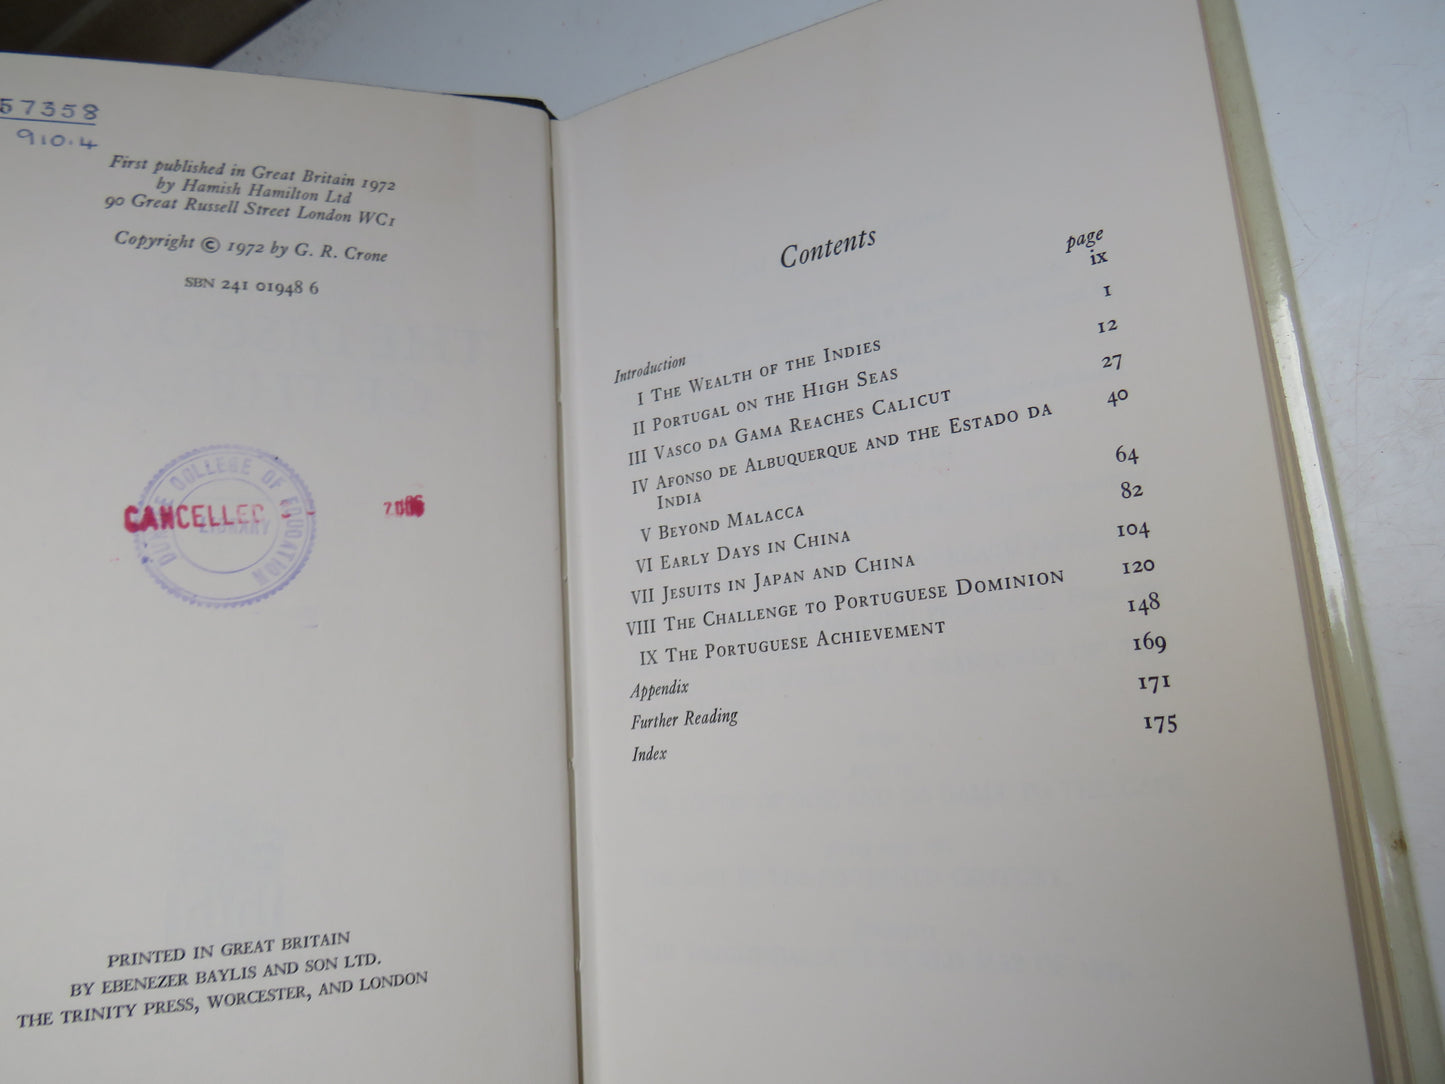 57358
910.4
First published in Great Britain 1972
by Hamish Hamilton Ltd
90 Great Russell Street London WC1
Copyright © 1972 by G. R. Crone
SBN 241 01948 6
COLLEGE OF EDUCATION
LIBRARY
CANCELLED
2006
PRINTED IN GREAT BRITAIN
BY EBENEZER BAYLIS AND SON LTD.
THE TRINITY PRESS, WORCESTER, AND LONDON
Contents
page
Introduction ix
I THE WEALTH OF THE INDIES 1
II PORTUGAL ON THE HIGH SEAS 12
III VASCO DA GAMA REACHES CALICUT 27
IV AFONSO DE ALBUQUERQUE AND THE ESTADO DA
INDIA 40
V BEYOND MALACCA 64
VI EARLY DAYS IN CHINA 82
VII JESUITS IN JAPAN AND CHINA 104
VIII THE CHALLENGE TO PORTUGUESE DOMINION 120
IX THE PORTUGUESE ACHIEVEMENT 148
Appendix 169
Further Reading 171
Index 175